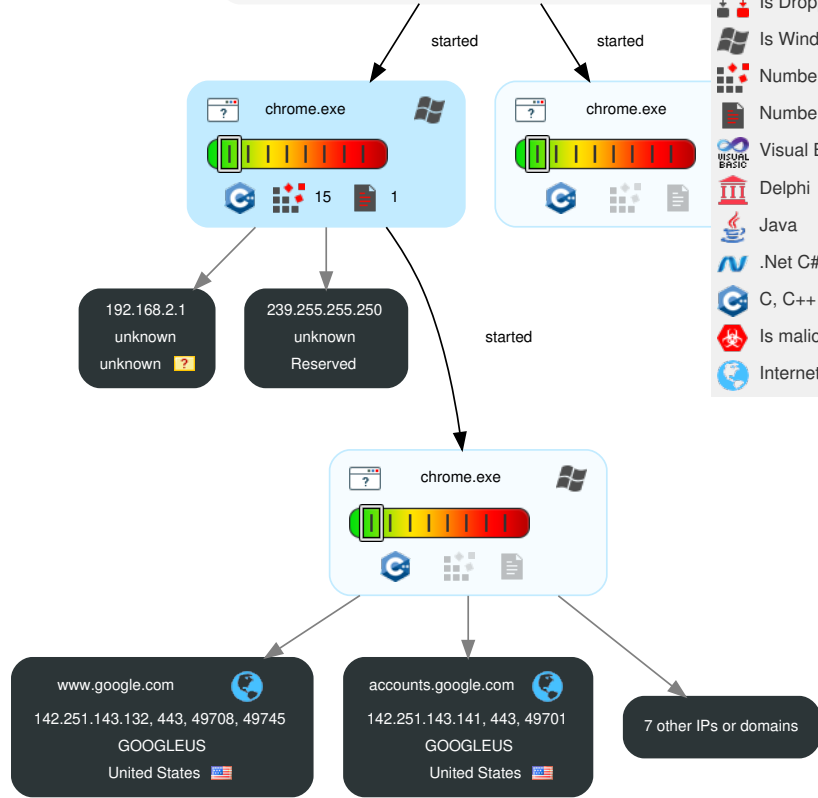 Is Drop
Is Wind
Numbe
Numbe
VISUAL BASIC
Visual B
Delphi
Java
.Net C#
C, C++
Is malic
Internet
started
started
chrome.exe
15
1
chrome.exe
192.168.2.1
unknown
unknown
239.255.255.250
unknown
Reserved
started
chrome.exe
www.google.com
142.251.143.132, 443, 49708, 49745
GOOGLEUS
United States
accounts.google.com
142.251.143.141, 443, 49701
GOOGLEUS
United States
7 other IPs or domains